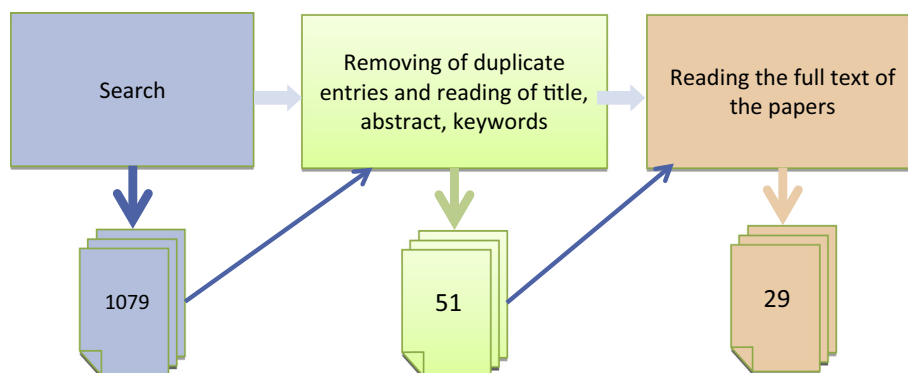 Search
Removing of duplicate
entries and reading of title,
abstract, keywords
Reading the full text of
the papers
1079
51
29